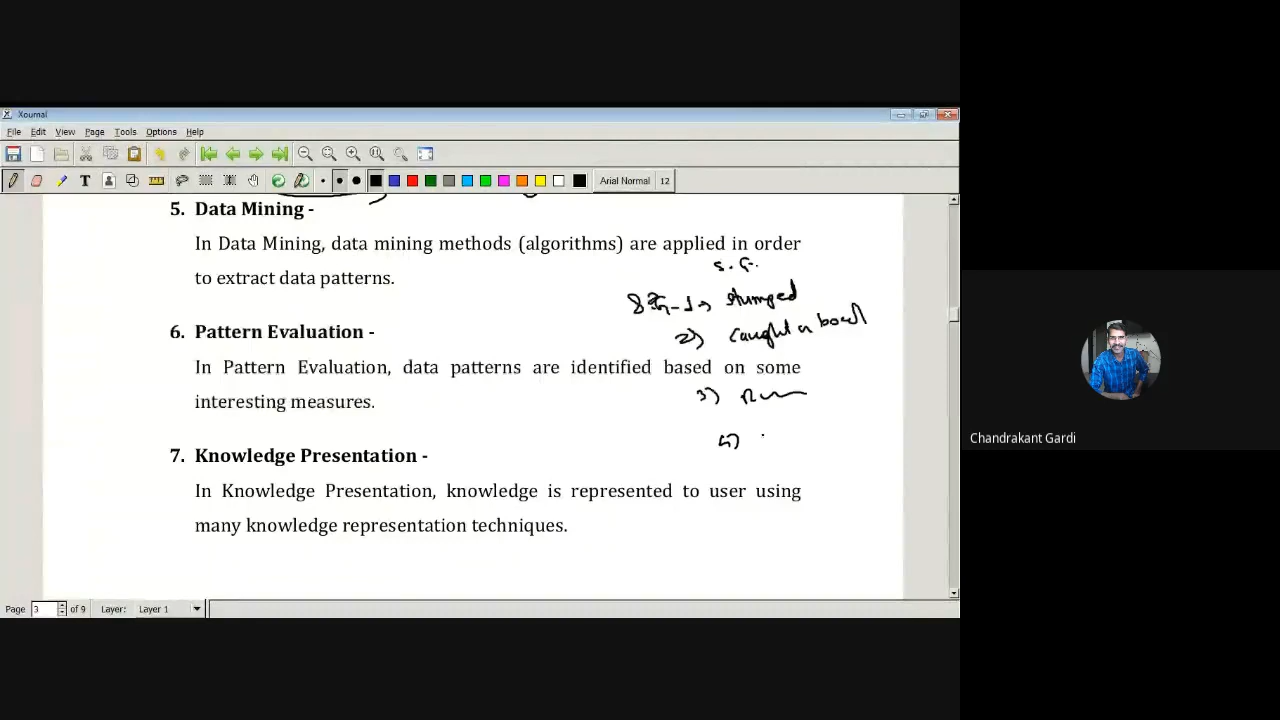 Xournal
File Edit View Page Tools Options Help
Arial Normal 12
5. Data Mining -
In Data Mining, data mining methods (algorithms) are applied in order
to extract data patterns.
S. G.
stumped
2) caught n bowl
6. Pattern Evaluation -
In Pattern Evaluation, data patterns are identified based on some
interesting measures.
3) Run
4)
7. Knowledge Presentation -
In Knowledge Presentation, knowledge is represented to user using
many knowledge representation techniques.
Chandrakant Gardi
Page 3 of 9 Layer: Layer 1